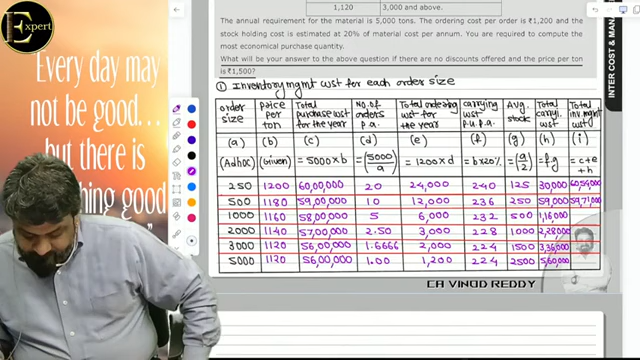 Expert
Every day may
not be good...
but there is
thing good
day
1,120 3,000 and above.
The annual requirement for the material is 5,000 tons. The ordering cost per order is ₹1,200 and the
stock holding cost is estimated at 20% of material cost per annum. You are required to compute the
most economical purchase quantity.
What will be your answer to the above question if there are no discounts offered and the price per ton
is ₹1,500?
① Inventory mgmt cost for each order size
order size | price per ton | Total purchase cost for the year | No. of orders p.a. | Total ordering cost for the year | carrying cost p.u.p.a. | Avg. stock | Total carryi. cost | Total inv. mgmt cost
(a) (b) (c) (d) (e) (f) (g) (h) (i)
(Adhoc) (Given) = 5000×b = (5000/a) = 1200×d = b×20% = (a/2) = f.g = c+e+h
250 1200 60,00,000 20 24,000 240 125 30,000 60,54,000
500 1180 59,00,000 10 12,000 236 250 59,000 59,71,000
1000 1160 58,00,000 5 6,000 232 500 1,16,000
2000 1140 57,00,000 2.50 3,000 228 1000 2,28,000
3000 1120 56,00,000 1.6666 2,000 224 1500 3,36,000
5000 1120 56,00,000 1.00 1,200 224 2500 5,60,000
CA VINOD REDDY
INTER COST & MANA